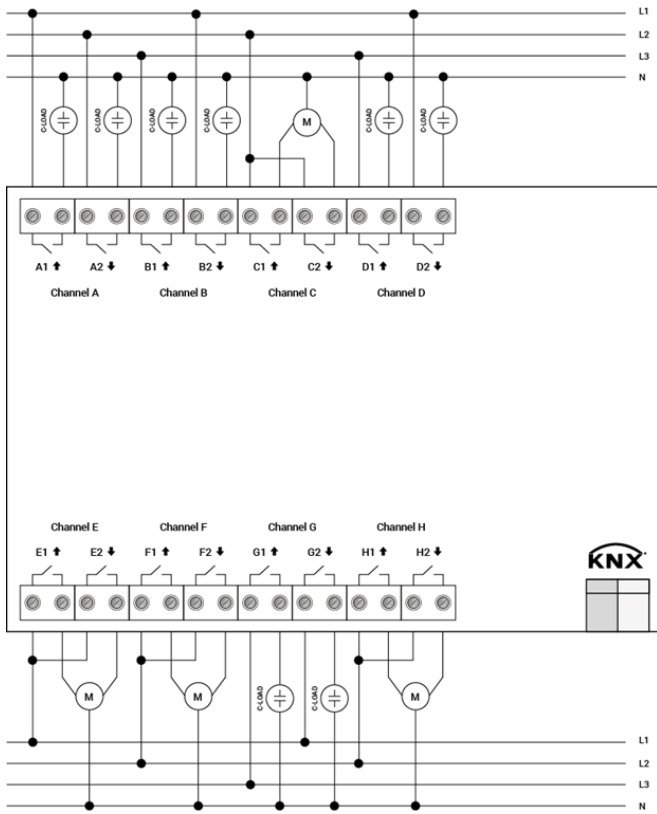 L1
L2
L3
N
C-LOAD C-LOAD C-LOAD C-LOAD M C-LOAD C-LOAD
A1 ⬆ A2 ⬇ B1 ⬆ B2 ⬇ C1 ⬆ C2 ⬇ D1 ⬆ D2 ⬇
Channel A Channel B Channel C Channel D
Channel E Channel F Channel G Channel H
E1 ⬆ E2 ⬇ F1 ⬆ F2 ⬇ G1 ⬆ G2 ⬇ H1 ⬆ H2 ⬇
KNX
M M C-LOAD C-LOAD M
L1
L2
L3
N